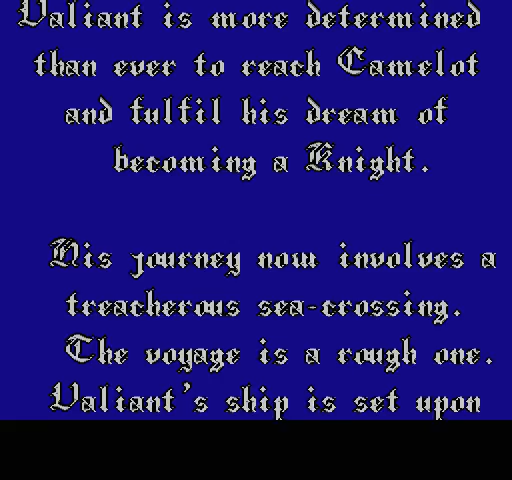 Valiant is more determined
than ever to reach Camelot
and fulfil his dream of
becoming a Knight.
His journey now involves a
treacherous sea-crossing.
The voyage is a rough one.
Valiant's ship is set upon